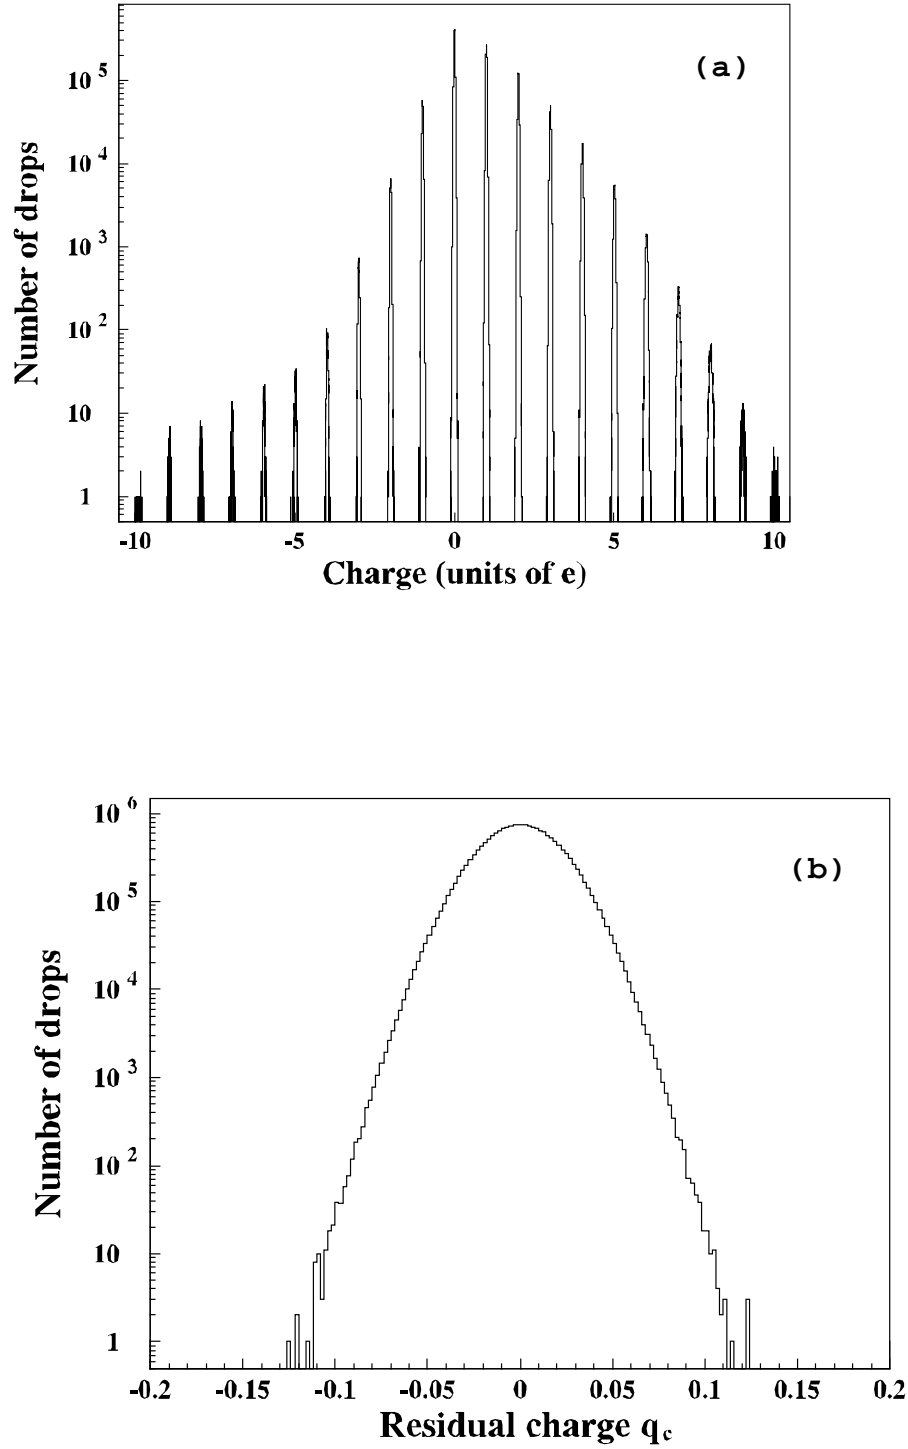 (a)
10^5
10^4
10^3
10^2
10
1
Number of drops
-10 -5 0 5 10
Charge (units of e)
(b)
10^6
10^5
10^4
10^3
10^2
10
1
Number of drops
-0.2 -0.15 -0.1 -0.05 0 0.05 0.1 0.15 0.2
Residual charge q_c